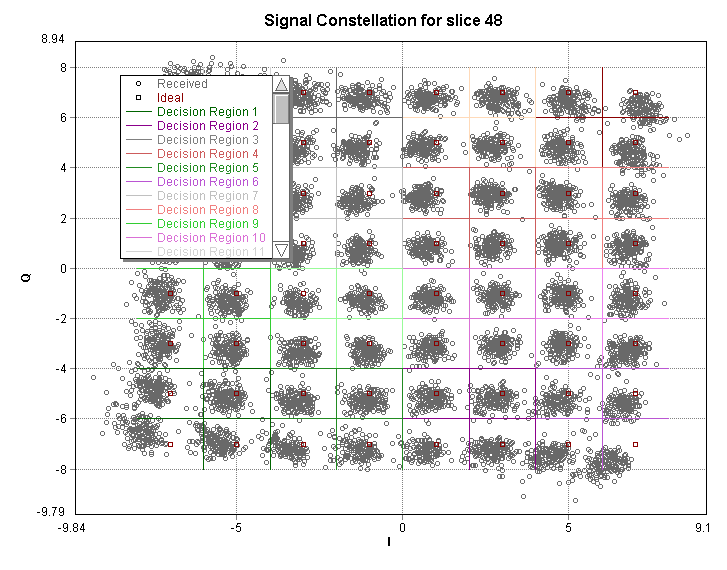 Signal Constellation for slice 48
8.94
8
Received
Ideal
Decision Region 1
Decision Region 2
Decision Region 3
Decision Region 4
Decision Region 5
Decision Region 6
Decision Region 7
Decision Region 8
Decision Region 9
Decision Region 10
Decision Region 11
6
4
2
0
-2
-4
-6
-8
-9.79
Q
-9.84 -5 0 5 9.1
I